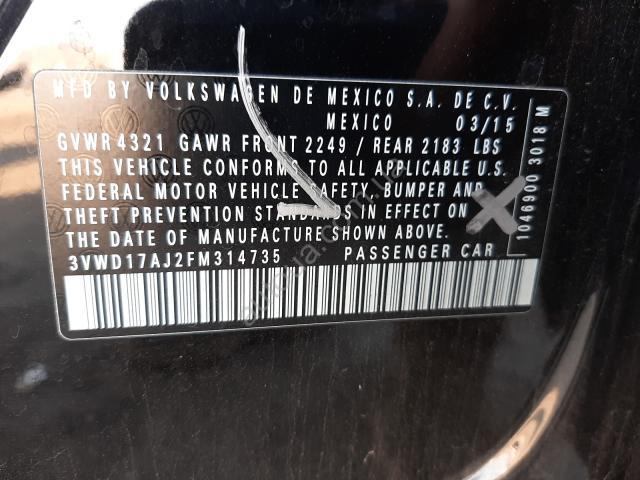 MFD BY VOLKSWAGEN DE MEXICO S.A. DE C.V.
MEXICO 03/15
GVWR 4321 GAWR FRONT 2249 / REAR 2183 LBS
THIS VEHICLE CONFORMS TO ALL APPLICABLE U.S.
FEDERAL MOTOR VEHICLE SAFETY, BUMPER AND
THEFT PREVENTION STANDARDS IN EFFECT ON
THE DATE OF MANUFACTURE SHOWN ABOVE.
3VWD17AJ2FM314735 PASSENGER CAR
1046900 3018 M